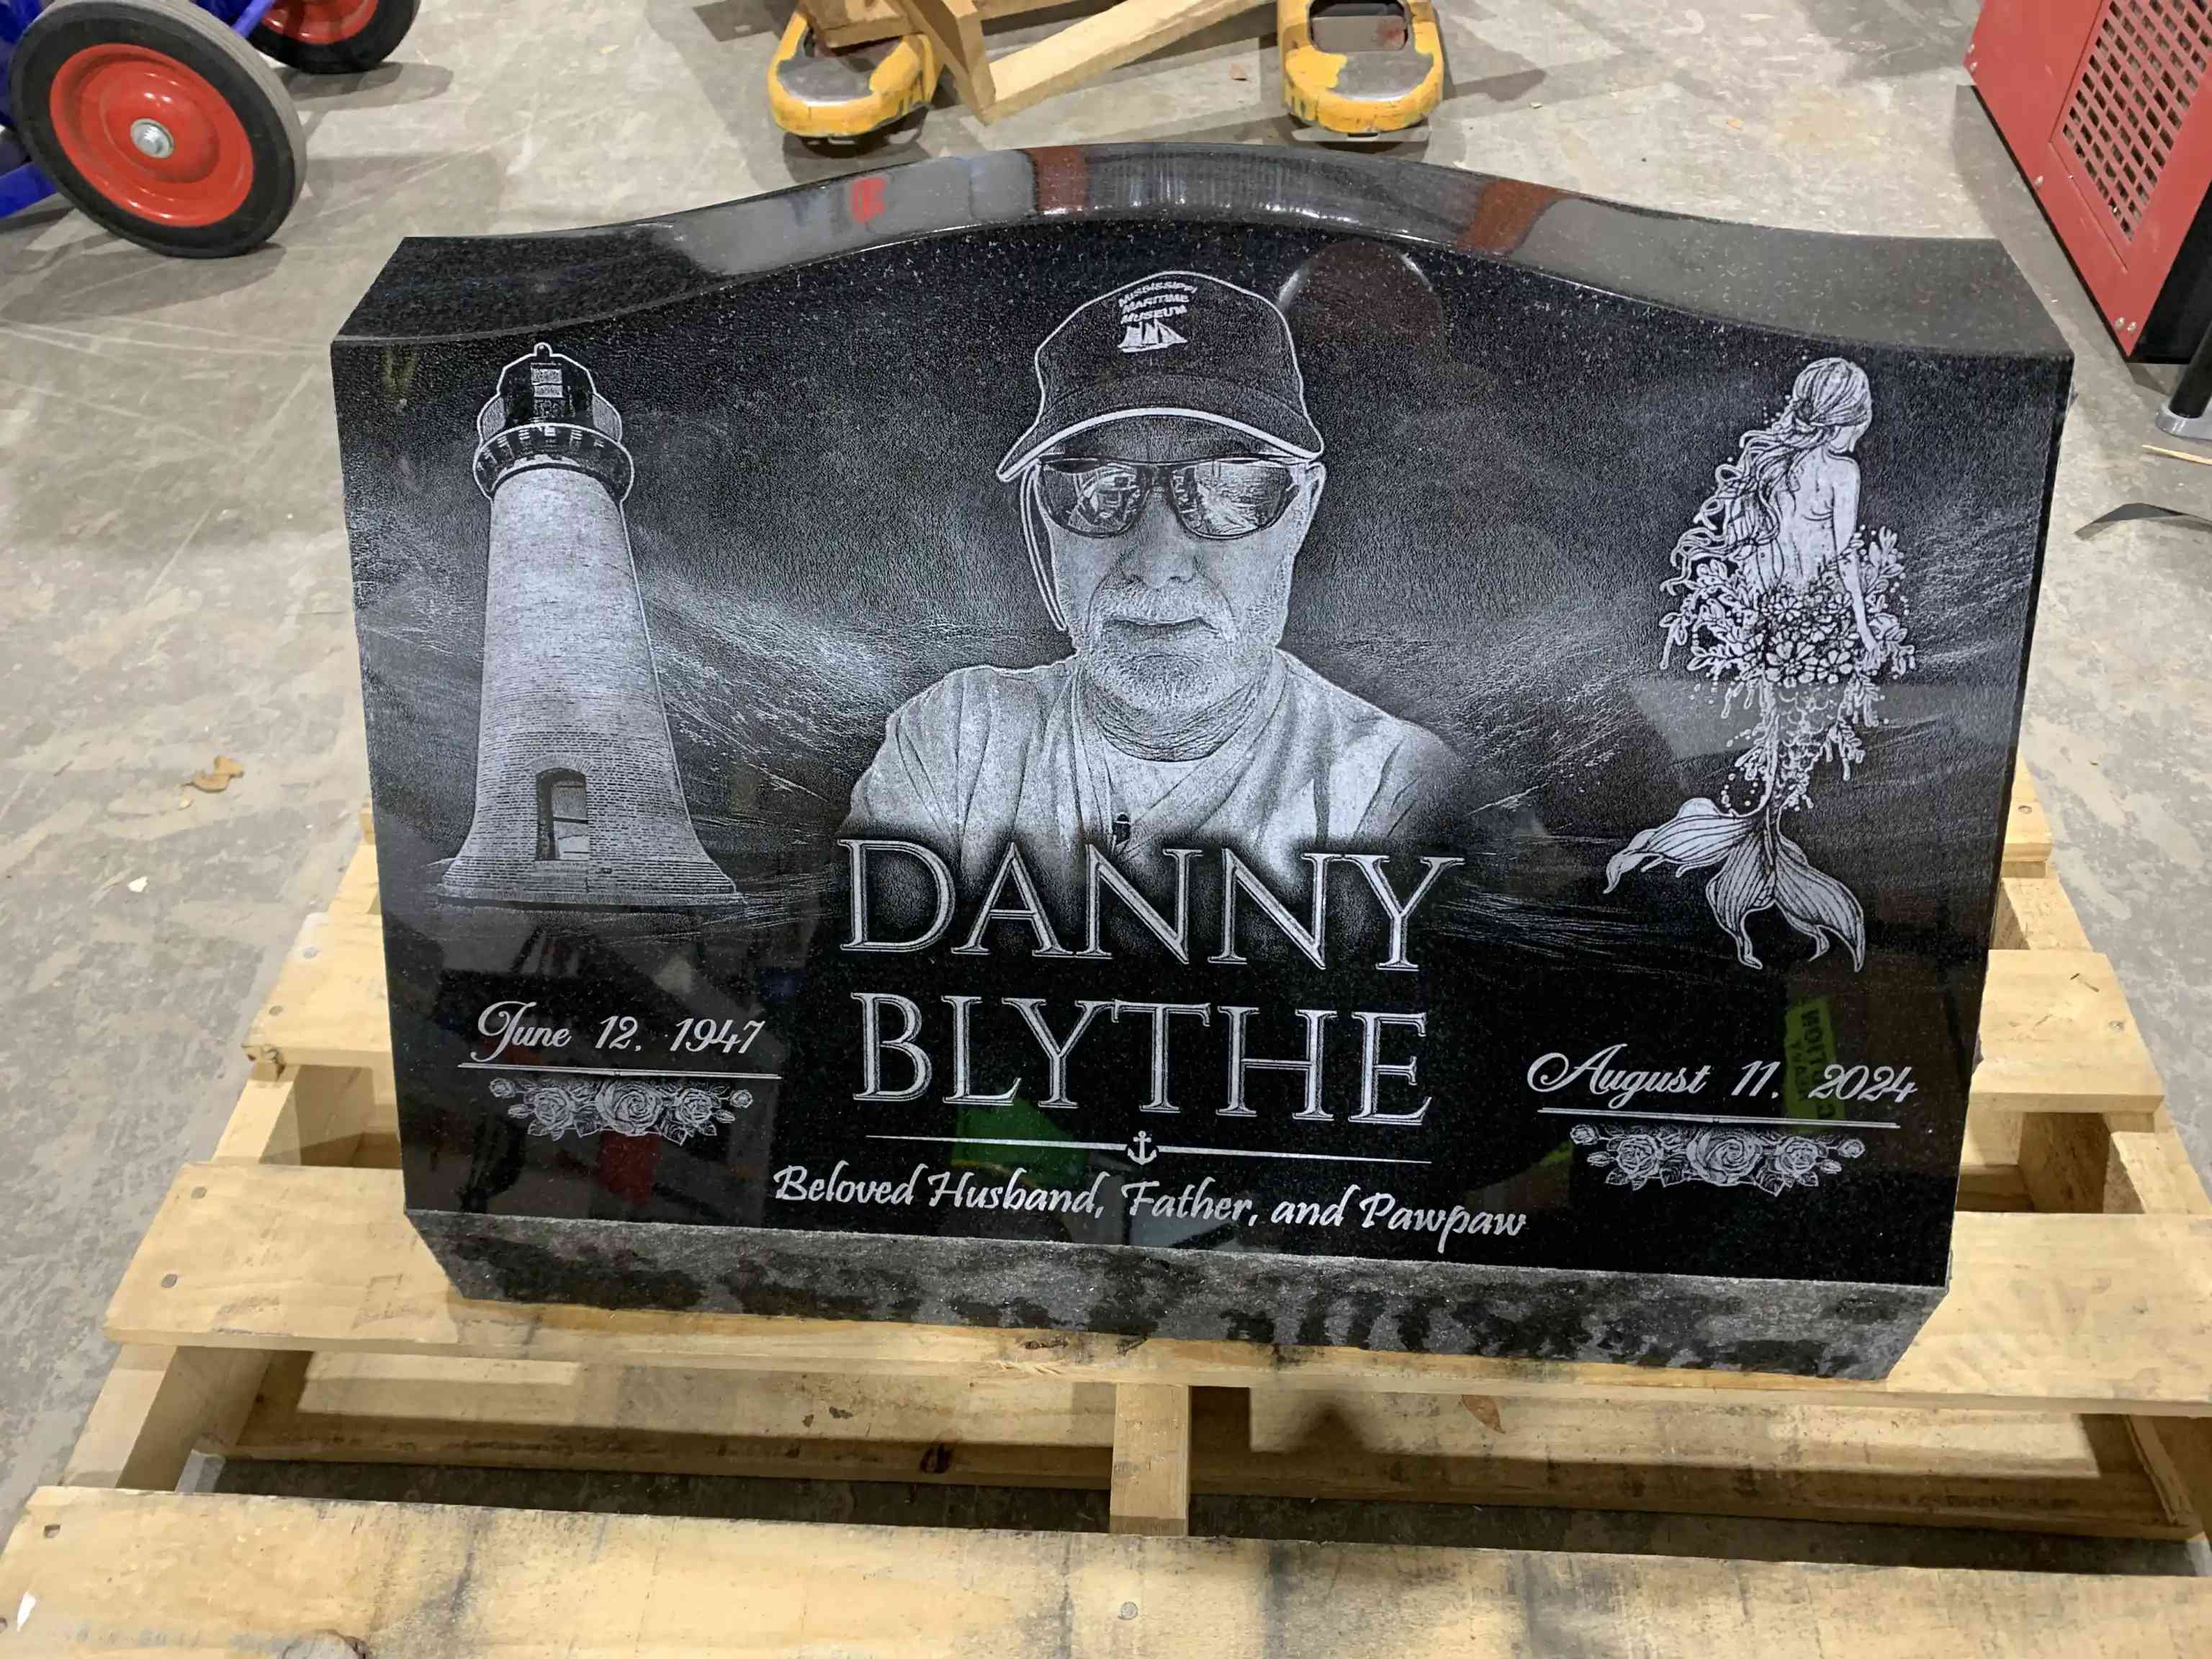 MISSISSIPPI
MARITIME
MUSEUM
DANNY
BLYTHE
June 12, 1947
August 11, 2024
Beloved Husband, Father, and Pawpaw